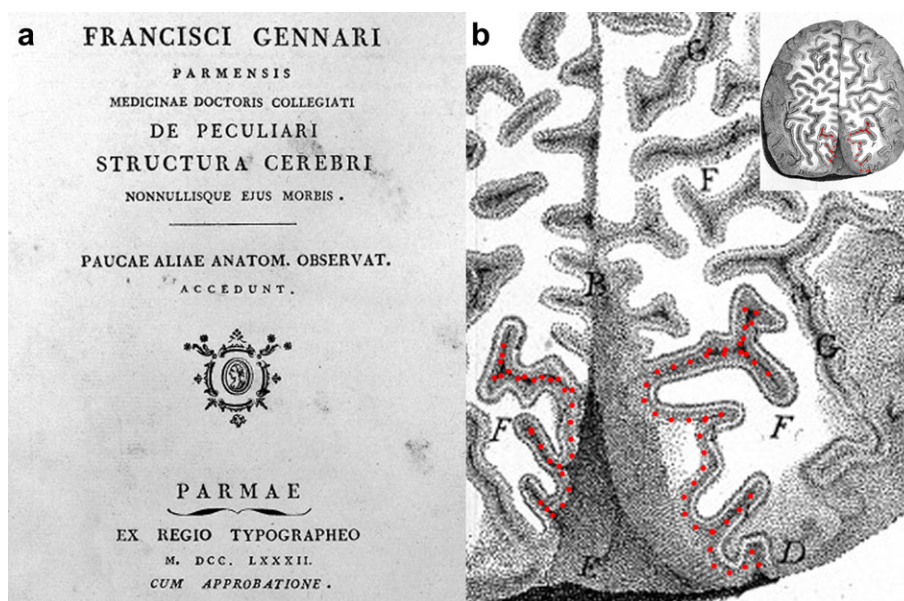 a
FRANCISCI GENNARI
PARMENSIS
MEDICINAE DOCTORIS COLLEGIATI
DE PECULIARI
STRUCTURA CEREBRI
NONNULLISQUE EJUS MORBIS.
PAUCAE ALIAE ANATOM. OBSERVAT.
ACCEDUNT.
PARMAE
EX REGIO TYPOGRAPHEO
M. DCC. LXXXII.
CUM APPROBATIONE.
b
G
F
B
G
F
F
D
E